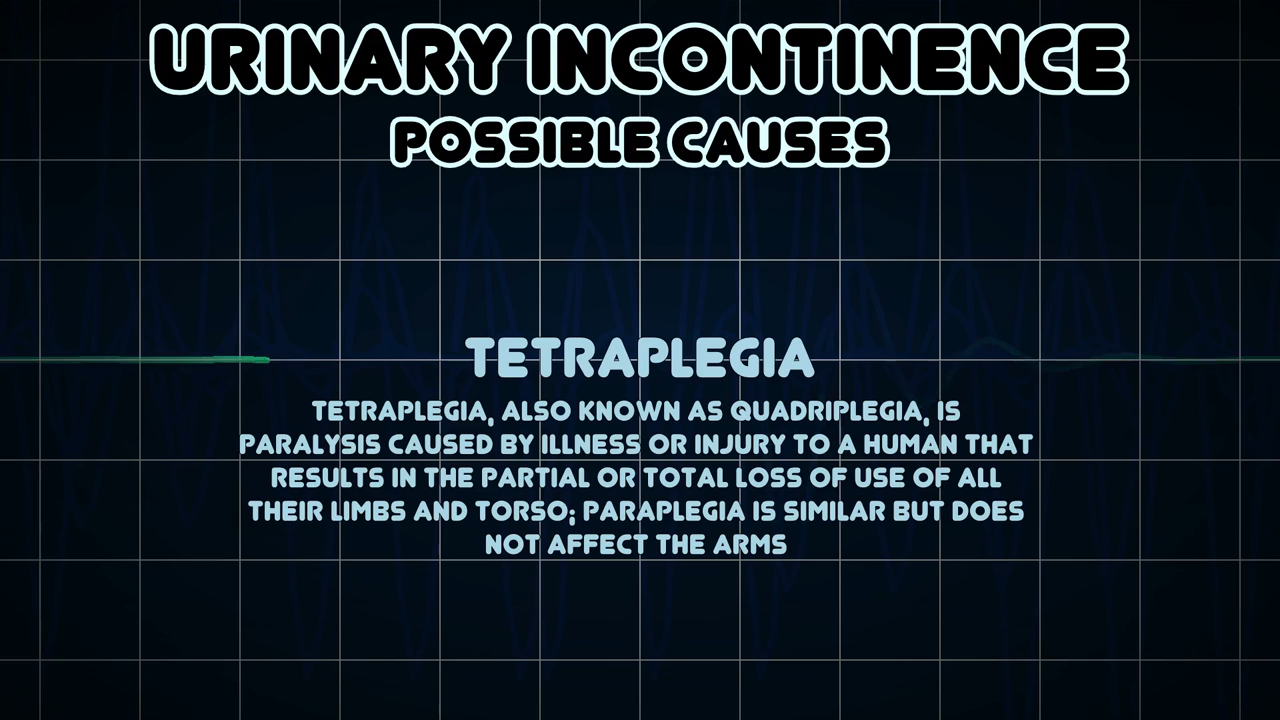 URINARY INCONTINENCE
POSSIBLE CAUSES
TETRAPLEGIA
TETRAPLEGIA, ALSO KNOWN AS QUADRIPLEGIA, IS
PARALYSIS CAUSED BY ILLNESS OR INJURY TO A HUMAN THAT
RESULTS IN THE PARTIAL OR TOTAL LOSS OF USE OF ALL
THEIR LIMBS AND TORSO; PARAPLEGIA IS SIMILAR BUT DOES
NOT AFFECT THE ARMS